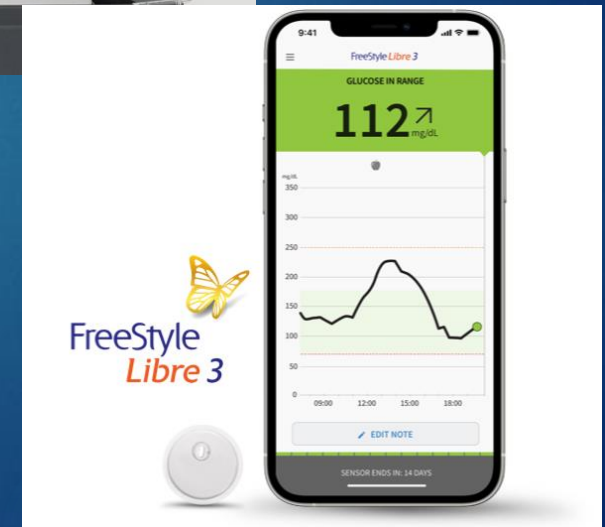 9:41
FreeStyle Libre 3
GLUCOSE IN RANGE
112
mg/dL
mg/dL
350
300
250
200
150
100
50
0
09:00 12:00 15:00 18:00
EDIT NOTE
SENSOR ENDS IN: 14 DAYS
FreeStyle
Libre 3